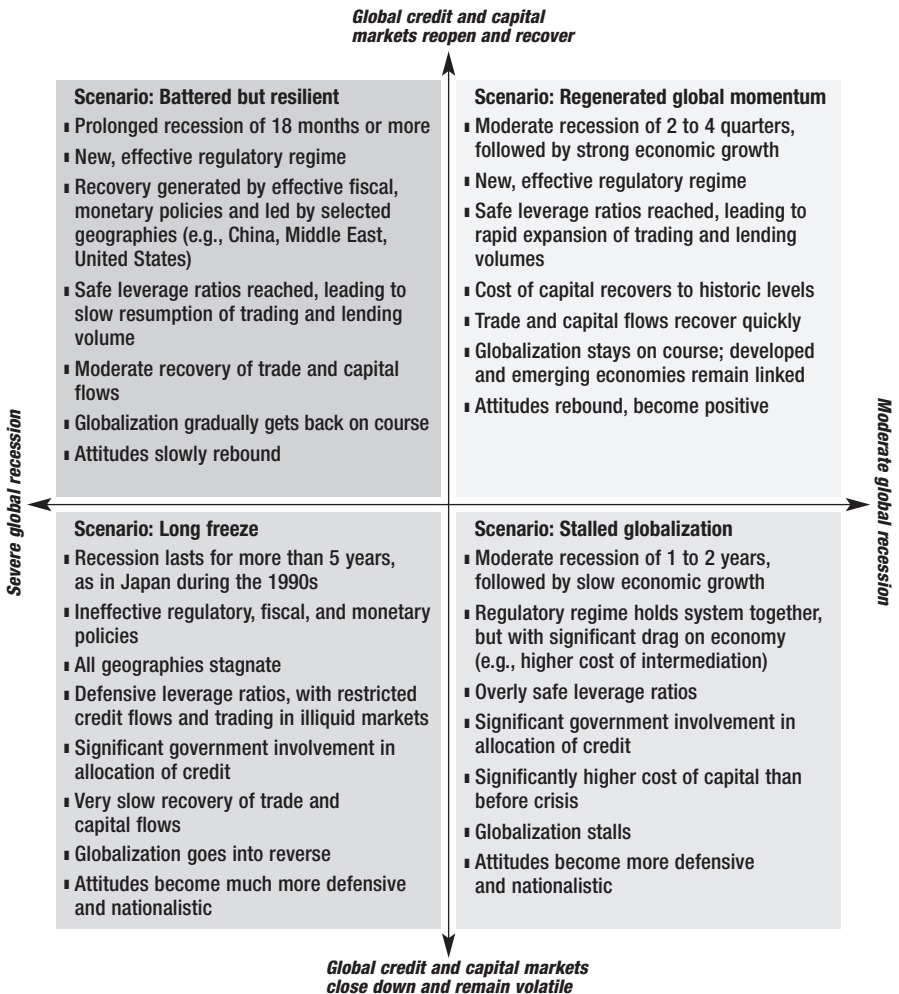 Global credit and capital
markets reopen and recover
Scenario: Battered but resilient
Prolonged recession of 18 months or more
New, effective regulatory regime
Recovery generated by effective fiscal,
monetary policies and led by selected
geographies (e.g., China, Middle East,
United States)
Safe leverage ratios reached, leading to
slow resumption of trading and lending
volume
Moderate recovery of trade and capital
flows
Globalization gradually gets back on course
Attitudes slowly rebound
Scenario: Regenerated global momentum
Moderate recession of 2 to 4 quarters,
followed by strong economic growth
New, effective regulatory regime
Safe leverage ratios reached, leading to
rapid expansion of trading and lending
volumes
Cost of capital recovers to historic levels
Trade and capital flows recover quickly
Globalization stays on course; developed
and emerging economies remain linked
Attitudes rebound, become positive
Severe global recession
Moderate global recession
Scenario: Long freeze
Recession lasts for more than 5 years,
as in Japan during the 1990s
Ineffective regulatory, fiscal, and monetary
policies
All geographies stagnate
Defensive leverage ratios, with restricted
credit flows and trading in illiquid markets
Significant government involvement in
allocation of credit
Very slow recovery of trade and
capital flows
Globalization goes into reverse
Attitudes become much more defensive
and nationalistic
Scenario: Stalled globalization
Moderate recession of 1 to 2 years,
followed by slow economic growth
Regulatory regime holds system together,
but with significant drag on economy
(e.g., higher cost of intermediation)
Overly safe leverage ratios
Significant government involvement in
allocation of credit
Significantly higher cost of capital than
before crisis
Globalization stalls
Attitudes become more defensive
and nationalistic
Global credit and capital markets
close down and remain volatile